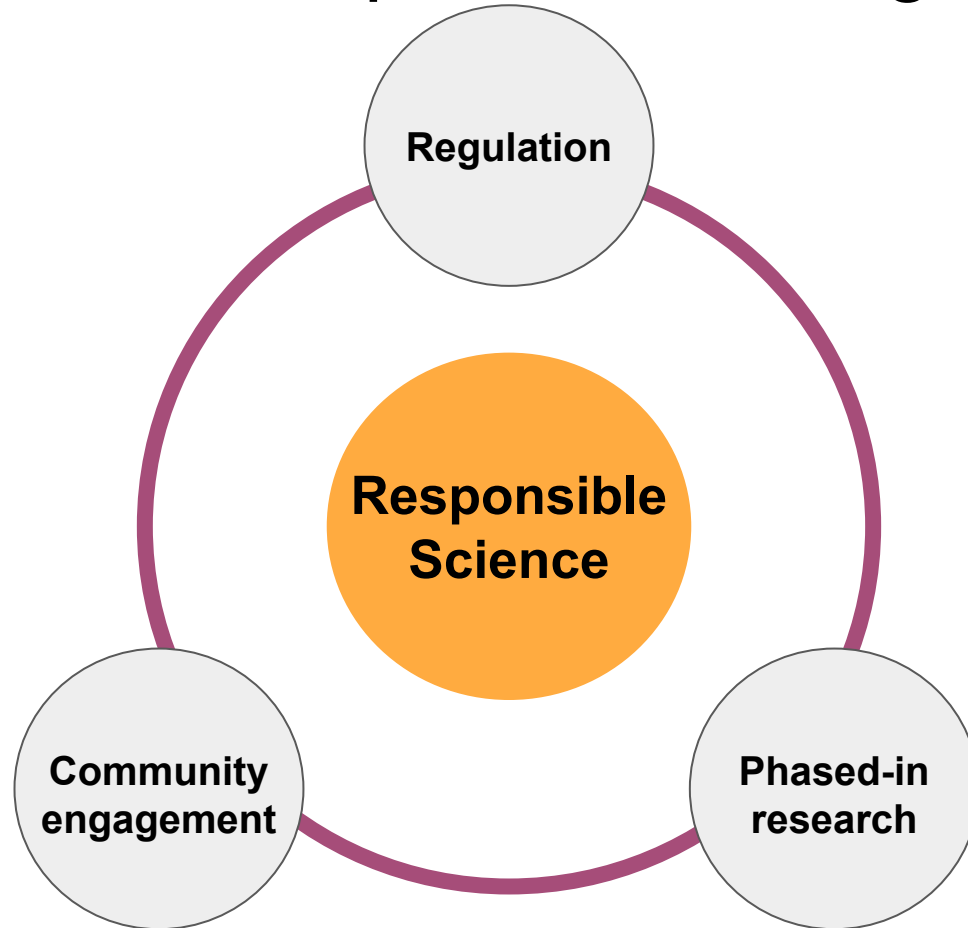 Regulation
Responsible
Science
Community
engagement
Phased-in
research